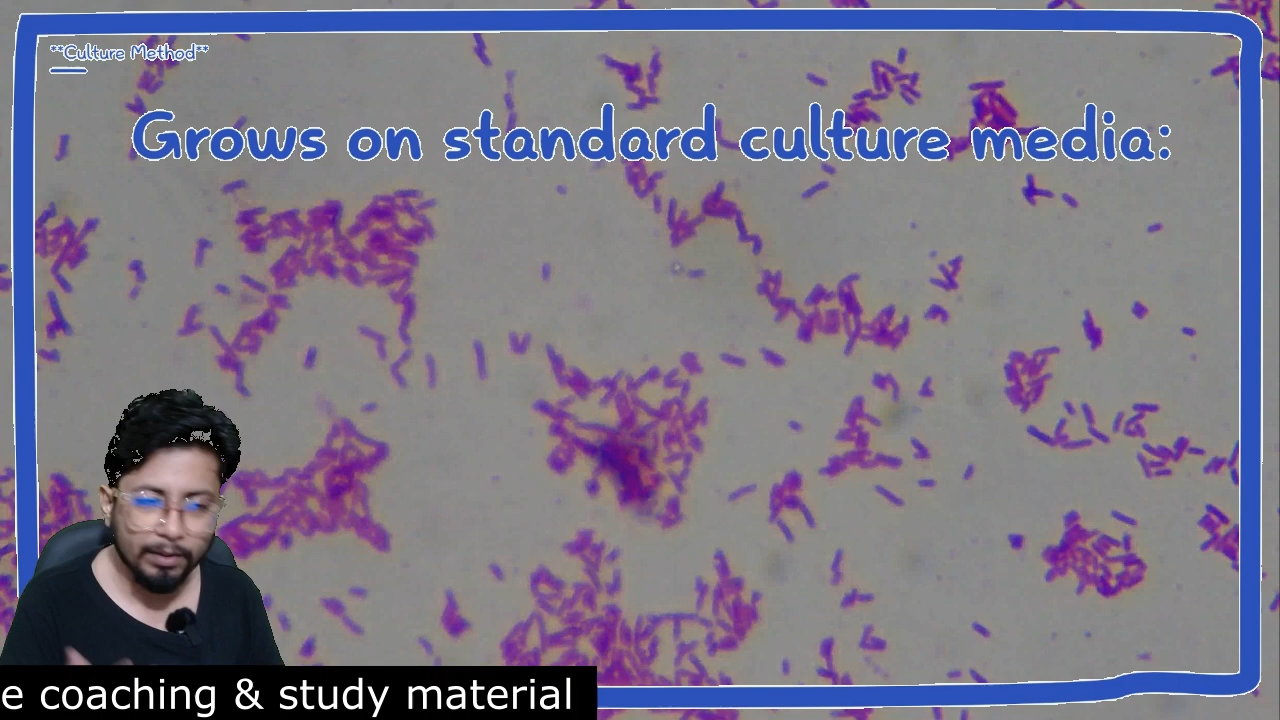 **Culture Method**
Grows on standard culture media:
e coaching & study material